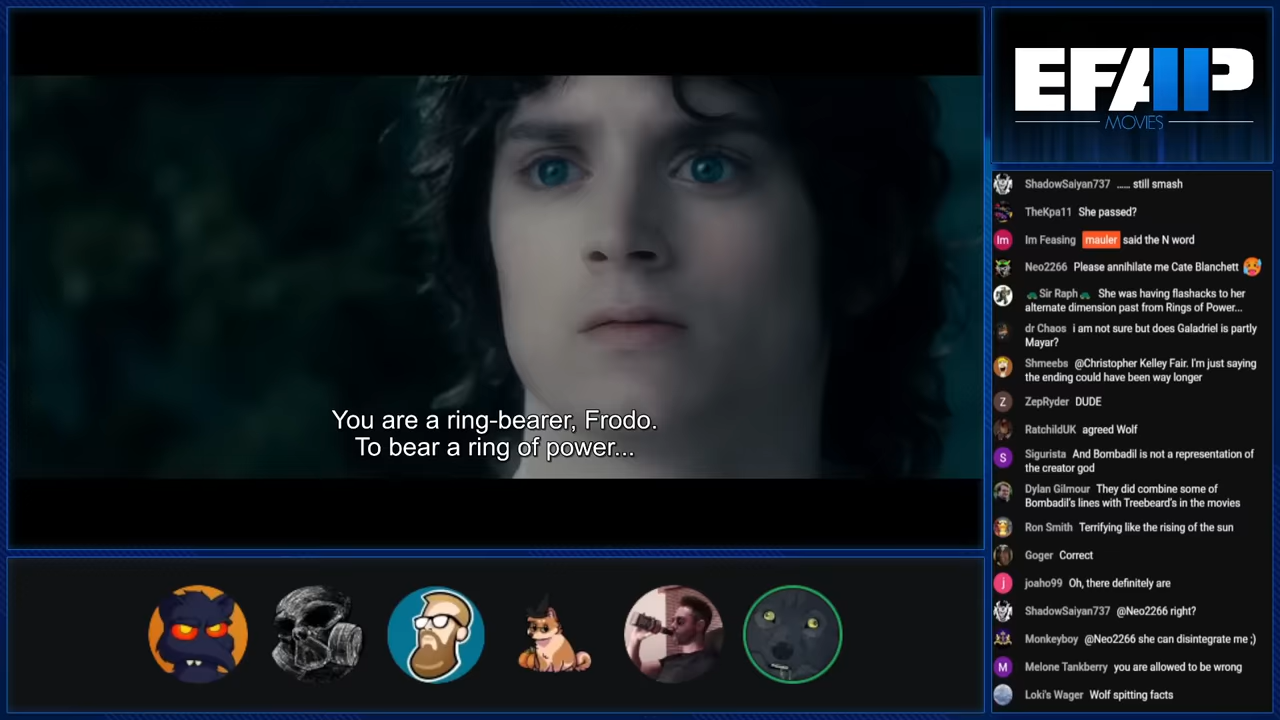 You are a ring-bearer, Frodo.
To bear a ring of power...
EFAP
MOVIES
ShadowSaiyan737 ...... still smash
TheKpa11 She passed?
Im
Im Feasing mauler said the N word
Neo2266 Please annihilate me Cate Blanchett
Sir Raph She was having flashacks to her
alternate dimension past from Rings of Power...
dr Chaos i am not sure but does Galadriel is partly
Mayar?
Shmeebs @Christopher Kelley Fair. I'm just saying
the ending could have been way longer
Z
ZepRyder DUDE
RatchildUK agreed Wolf
S
Sigurista And Bombadil is not a representation of
the creator god
Dylan Gilmour They did combine some of
Bombadil's lines with Treebeard's in the movies
Ron Smith Terrifying like the rising of the sun
Goger Correct
j
joaho99 Oh, there definitely are
ShadowSaiyan737 @Neo2266 right?
Monkeyboy @Neo2266 she can disintegrate me ;)
M
Melone Tankberry you are allowed to be wrong
Loki's Wager Wolf spitting facts